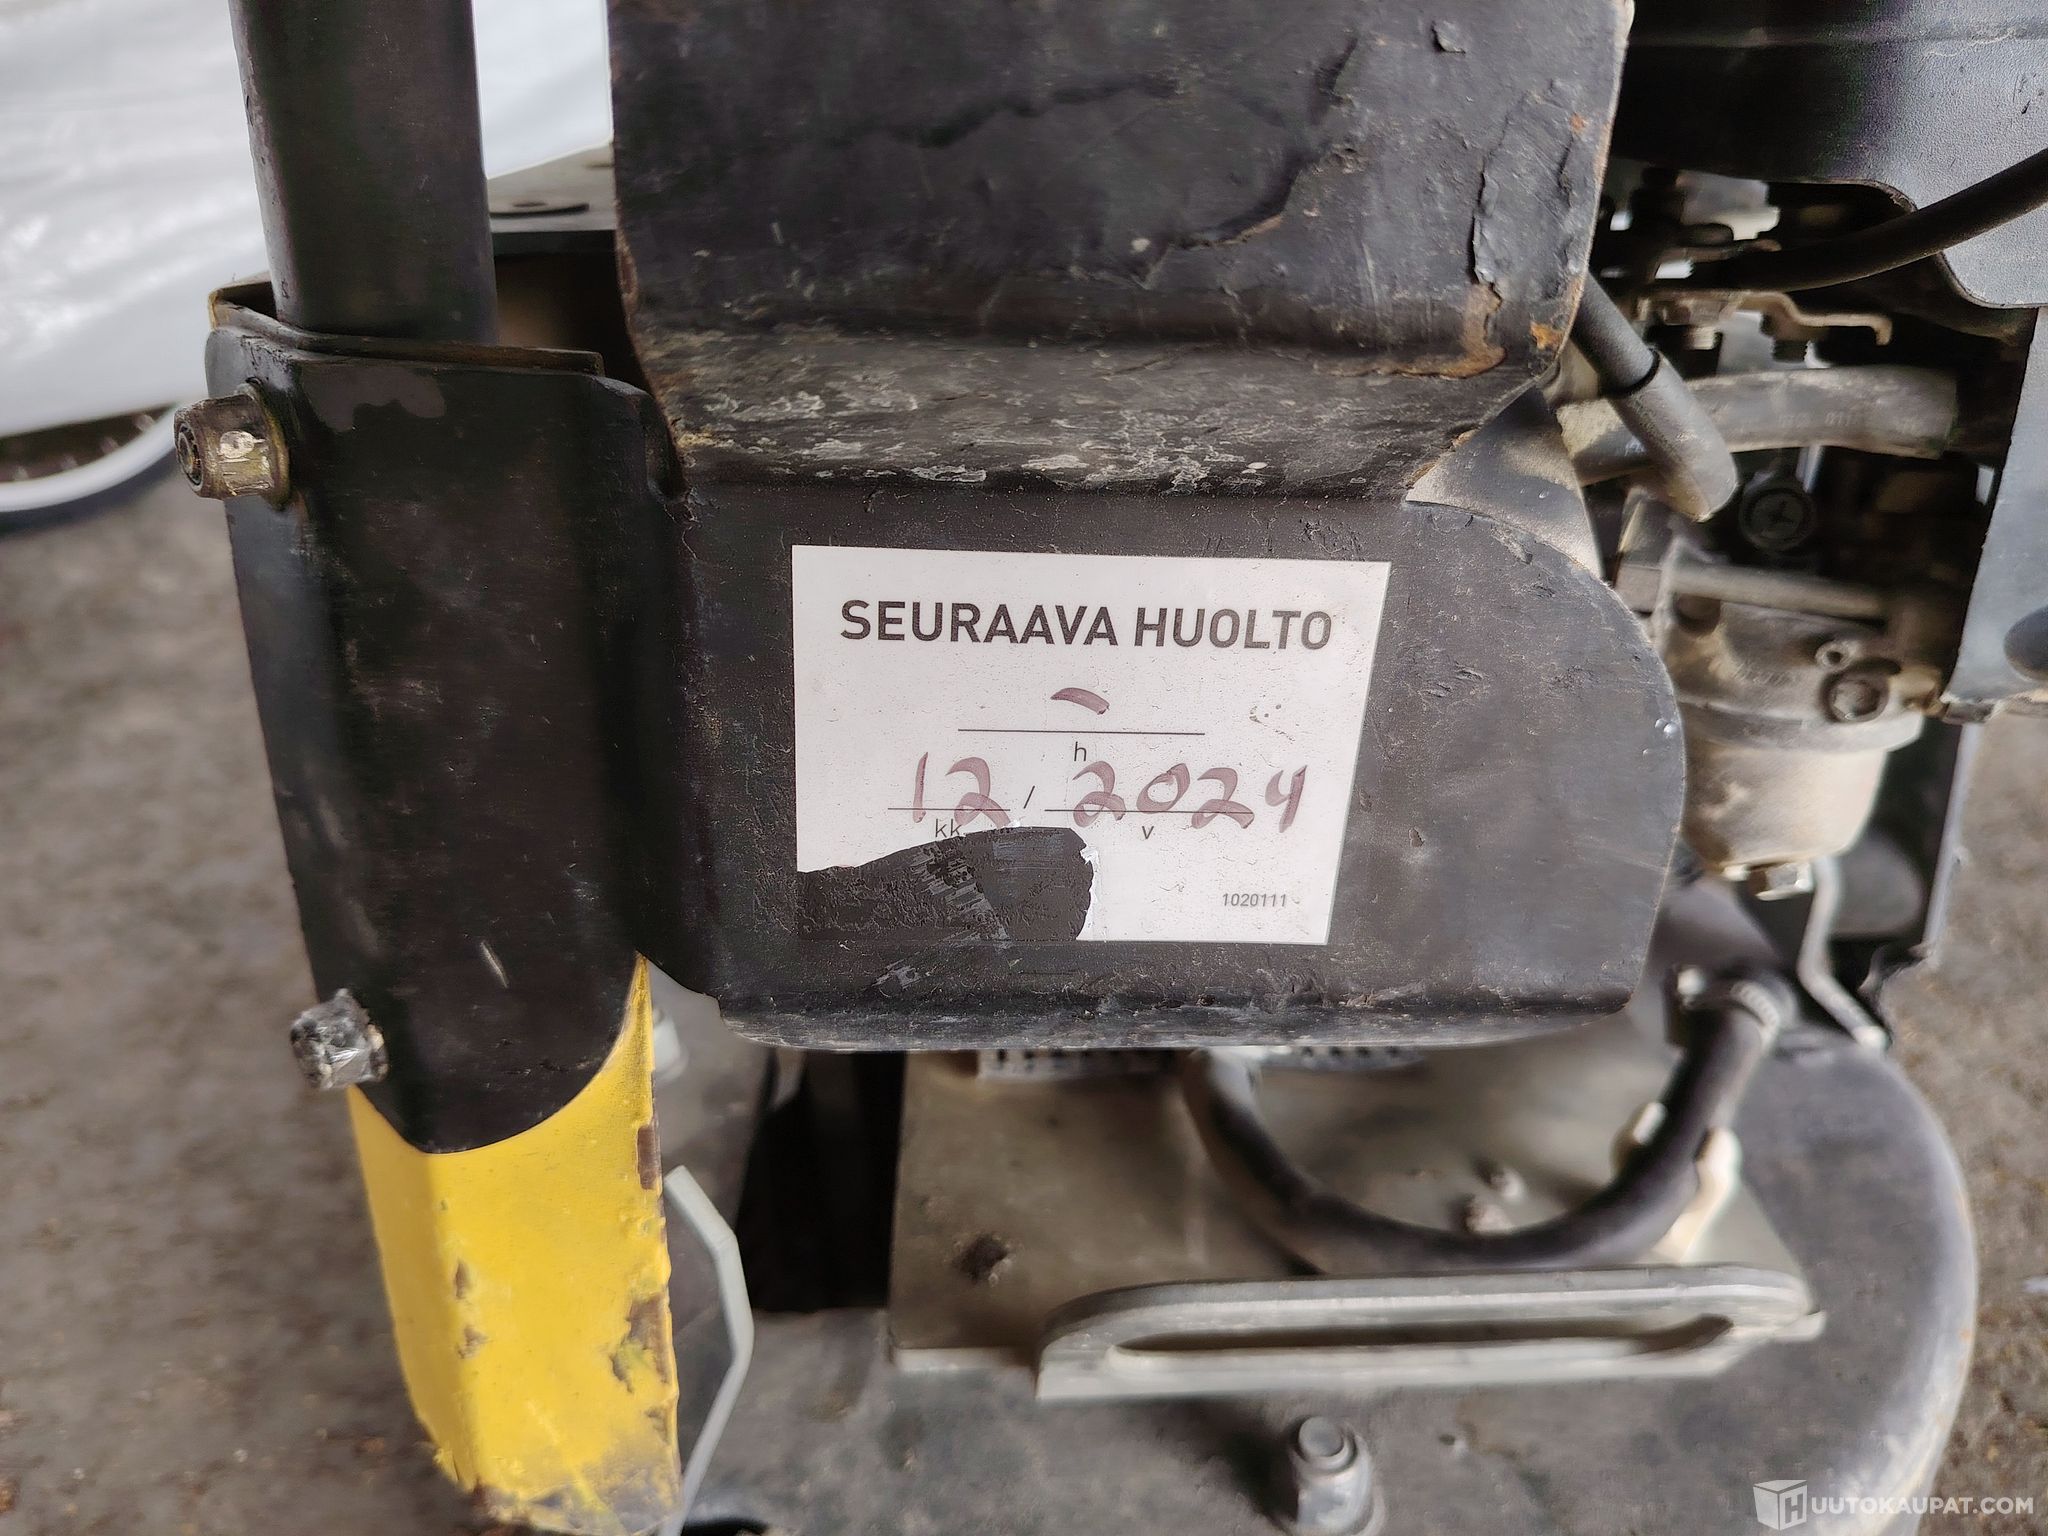 SEURAAVA HUOLTO
-
h
12 / 2024
kk v
1020111
HUUTOKAUPAT.COM